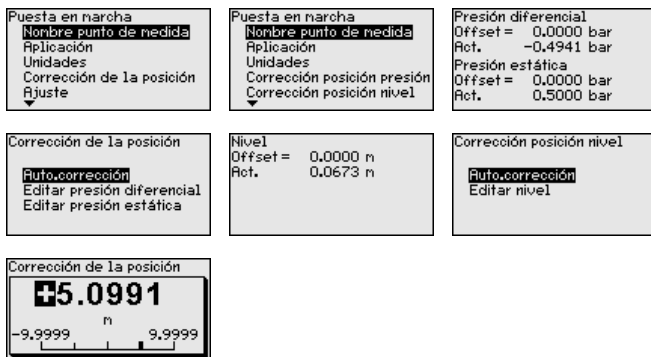 Puesta en marcha
Nombre punto de medida
Aplicación
Unidades
Corrección de la posición
Ajuste
Puesta en marcha
Nombre punto de medida
Aplicación
Unidades
Corrección posición presión
Corrección posición nivel
Presión diferencial
Offset = 0.0000 bar
Act. -0.4941 bar
Presión estática
Offset = 0.0000 bar
Act. 0.5000 bar
Corrección de la posición
Auto.corrección
Editar presión diferencial
Editar presión estática
Nivel
Offset = 0.0000 m
Act. 0.0673 m
Corrección posición nivel
Auto.corrección
Editar nivel
Corrección de la posición
+5.0991
m
-9.9999 9.9999